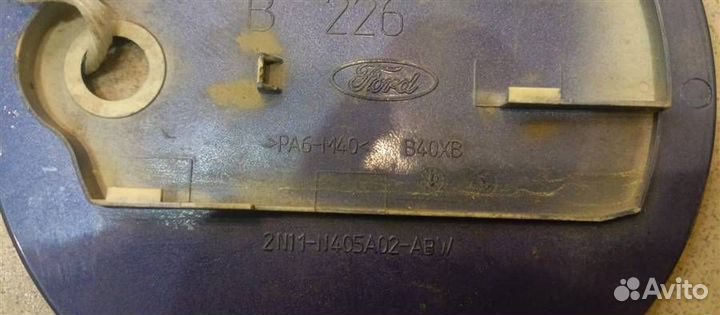 B 226
Ford
>PA6-M40< B40XB
2N11-N405A02-ABW
Avito